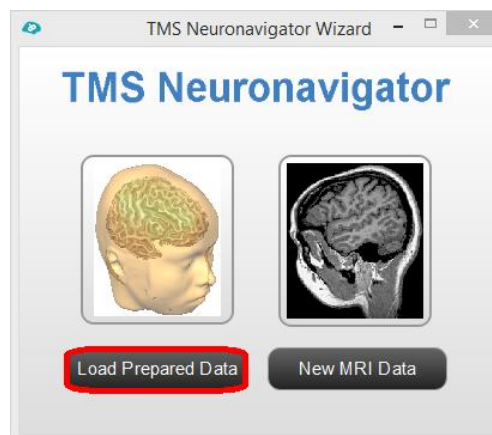 TMS Neuronavigator Wizard
TMS Neuronavigator
Load Prepared Data
New MRI Data